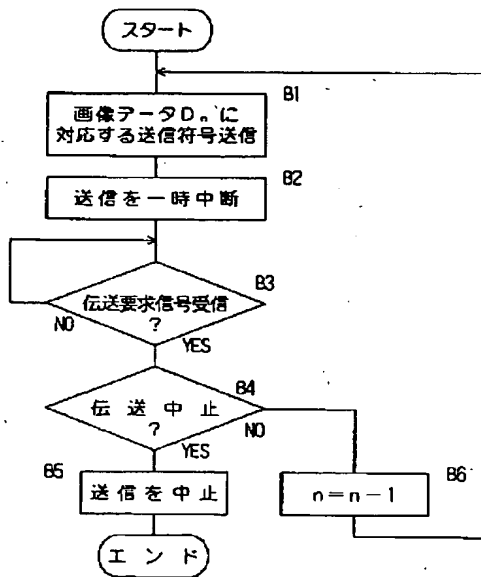 スタート
B1
画像データDnに
対応する送信符号送信
B2
送信を一時中断
B3
伝送要求信号受信
?
NO
YES
B4
伝送中止
?
NO
YES
B5
送信を中止
B6
n=n-1
エンド